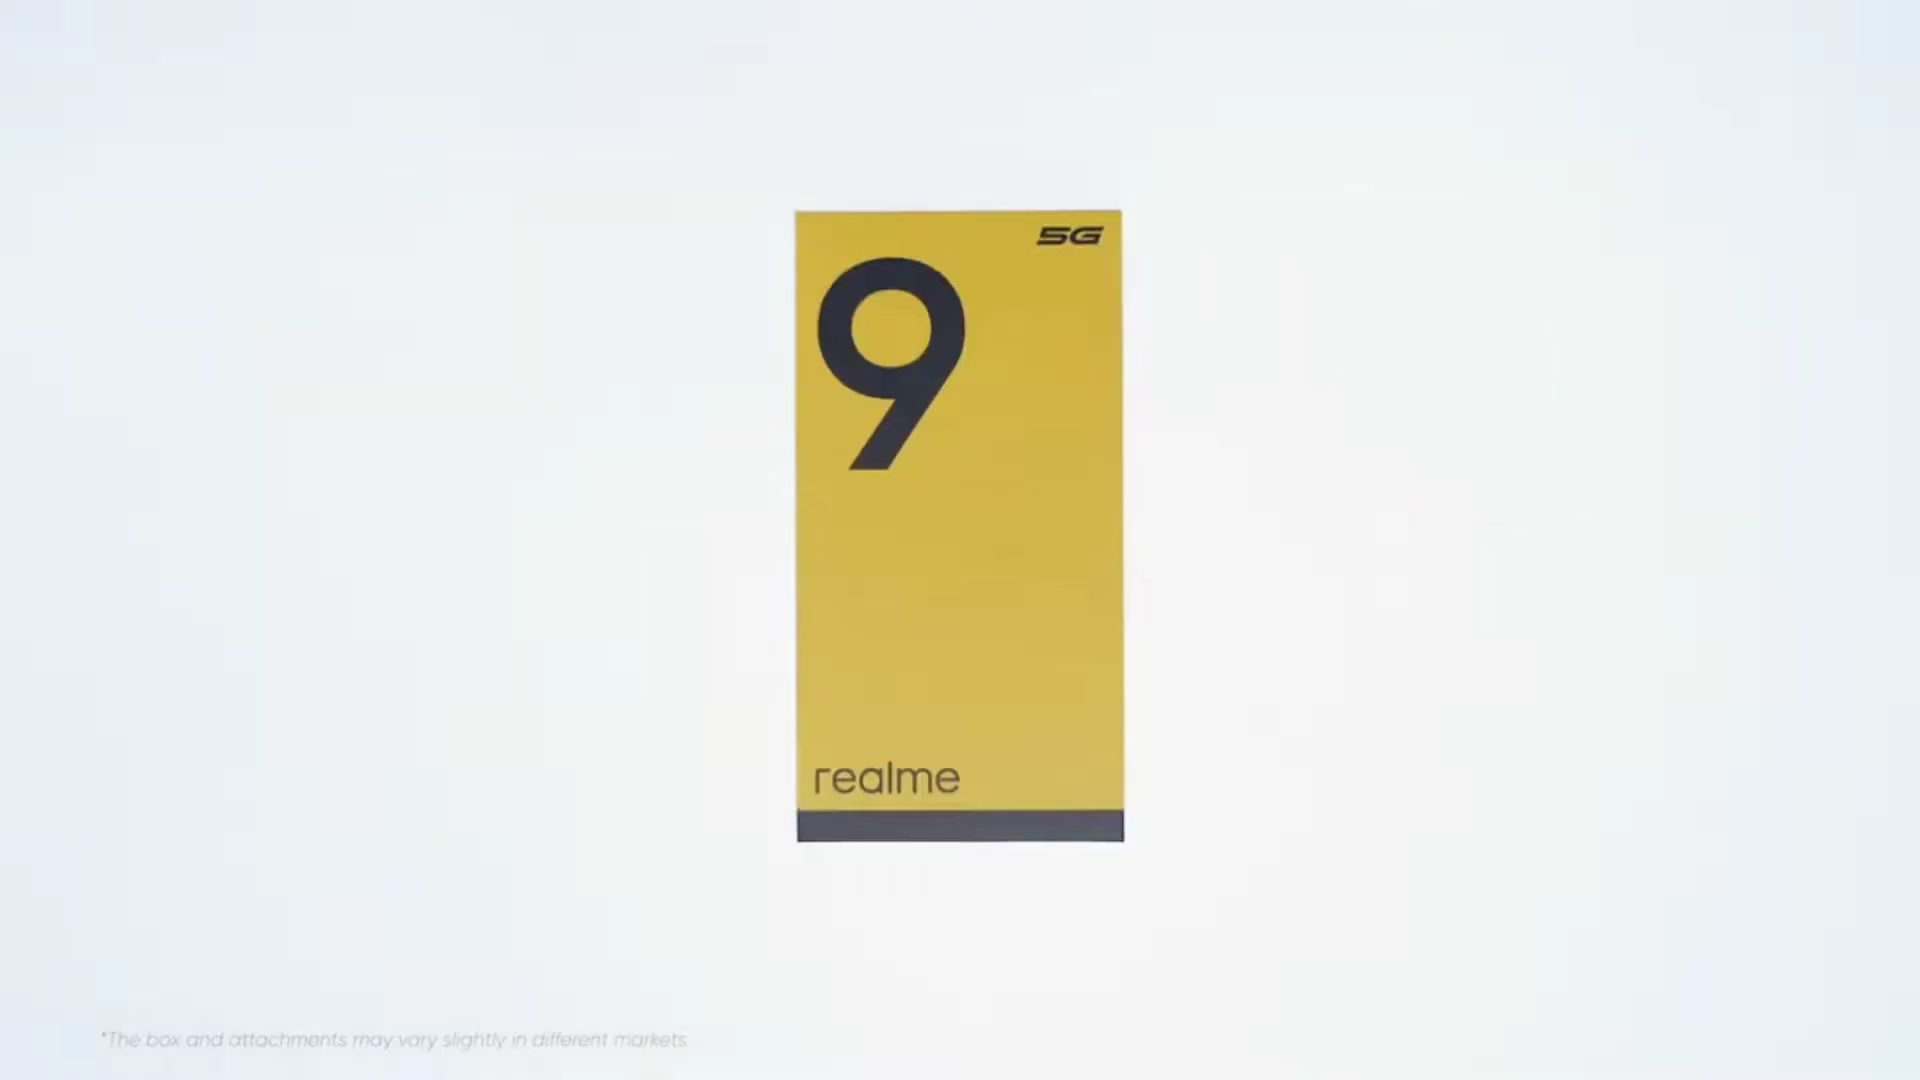 5G
9
realme
*The box and attachments may vary slightly in different markets.